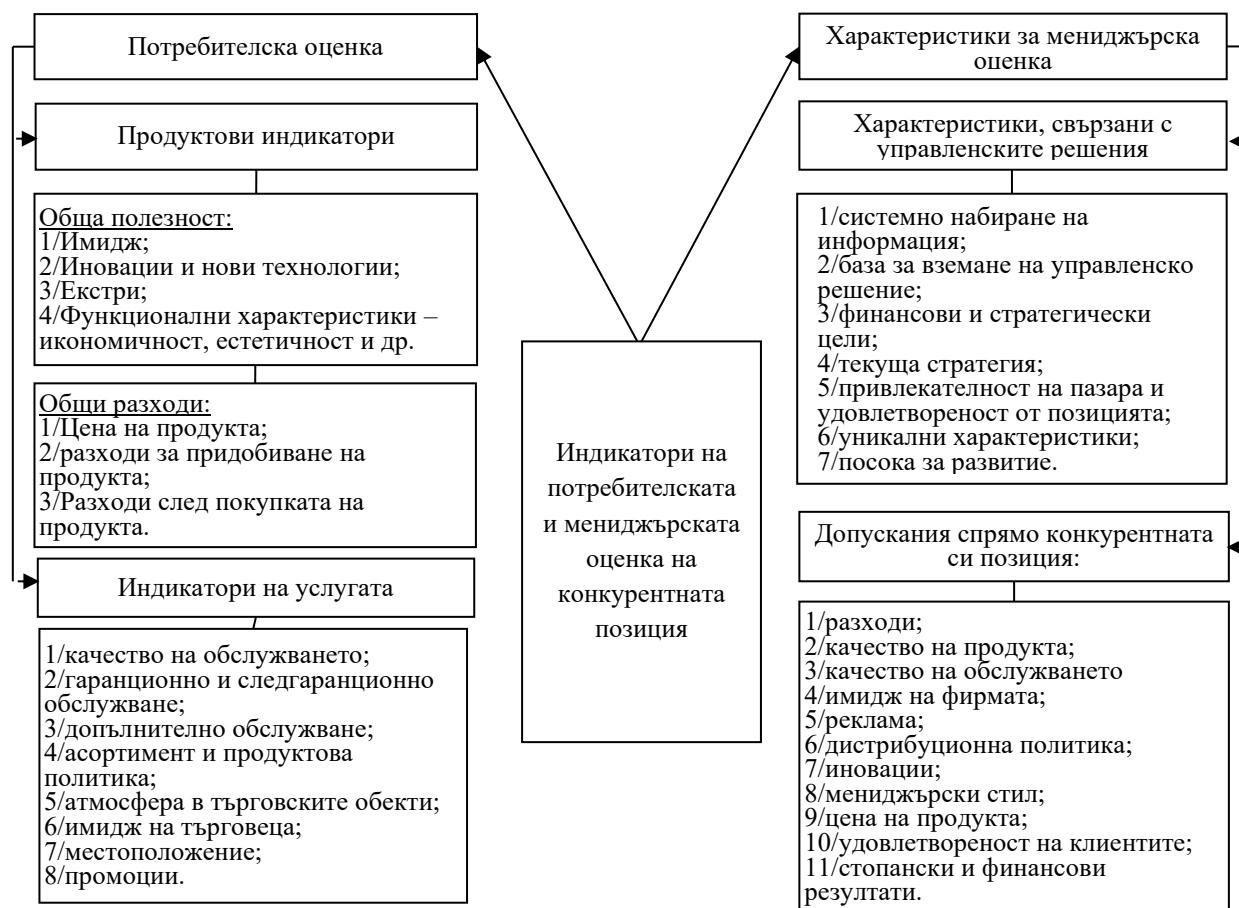 Потребителска оценка
Продуктови индикатори
Обща полезност:
1/Имидж;
2/Иновации и нови технологии;
3/Екстри;
4/Функционални характеристики –
икономичност, естетичност и др.
Общи разходи:
1/Цена на продукта;
2/разходи за придобиване на
продукта;
3/Разходи след покупката на
продукта.
Индикатори на услугата
1/качество на обслужването;
2/гаранционно и следгаранционно
обслужване;
3/допълнително обслужване;
4/асортимент и продуктова
политика;
5/атмосфера в търговските обекти;
6/имидж на търговеца;
7/местоположение;
8/промоции.
Индикатори на
потребителската
и мениджърската
оценка на
конкурентната
позиция
Характеристики за мениджърска
оценка
Характеристики, свързани с
управленските решения
1/системно набиране на
информация;
2/база за вземане на управленско
решение;
3/финансови и стратегически
цели;
4/текуща стратегия;
5/привлекателност на пазара и
удовлетвореност от позицията;
6/уникални характеристики;
7/посока за развитие.
Допускания спрямо конкурентната
си позиция:
1/разходи;
2/качество на продукта;
3/качество на обслужването
4/имидж на фирмата;
5/реклама;
6/дистрибуционна политика;
7/иновации;
8/мениджърски стил;
9/цена на продукта;
10/удовлетвореност на клиентите;
11/стопански и финансови
резултати.